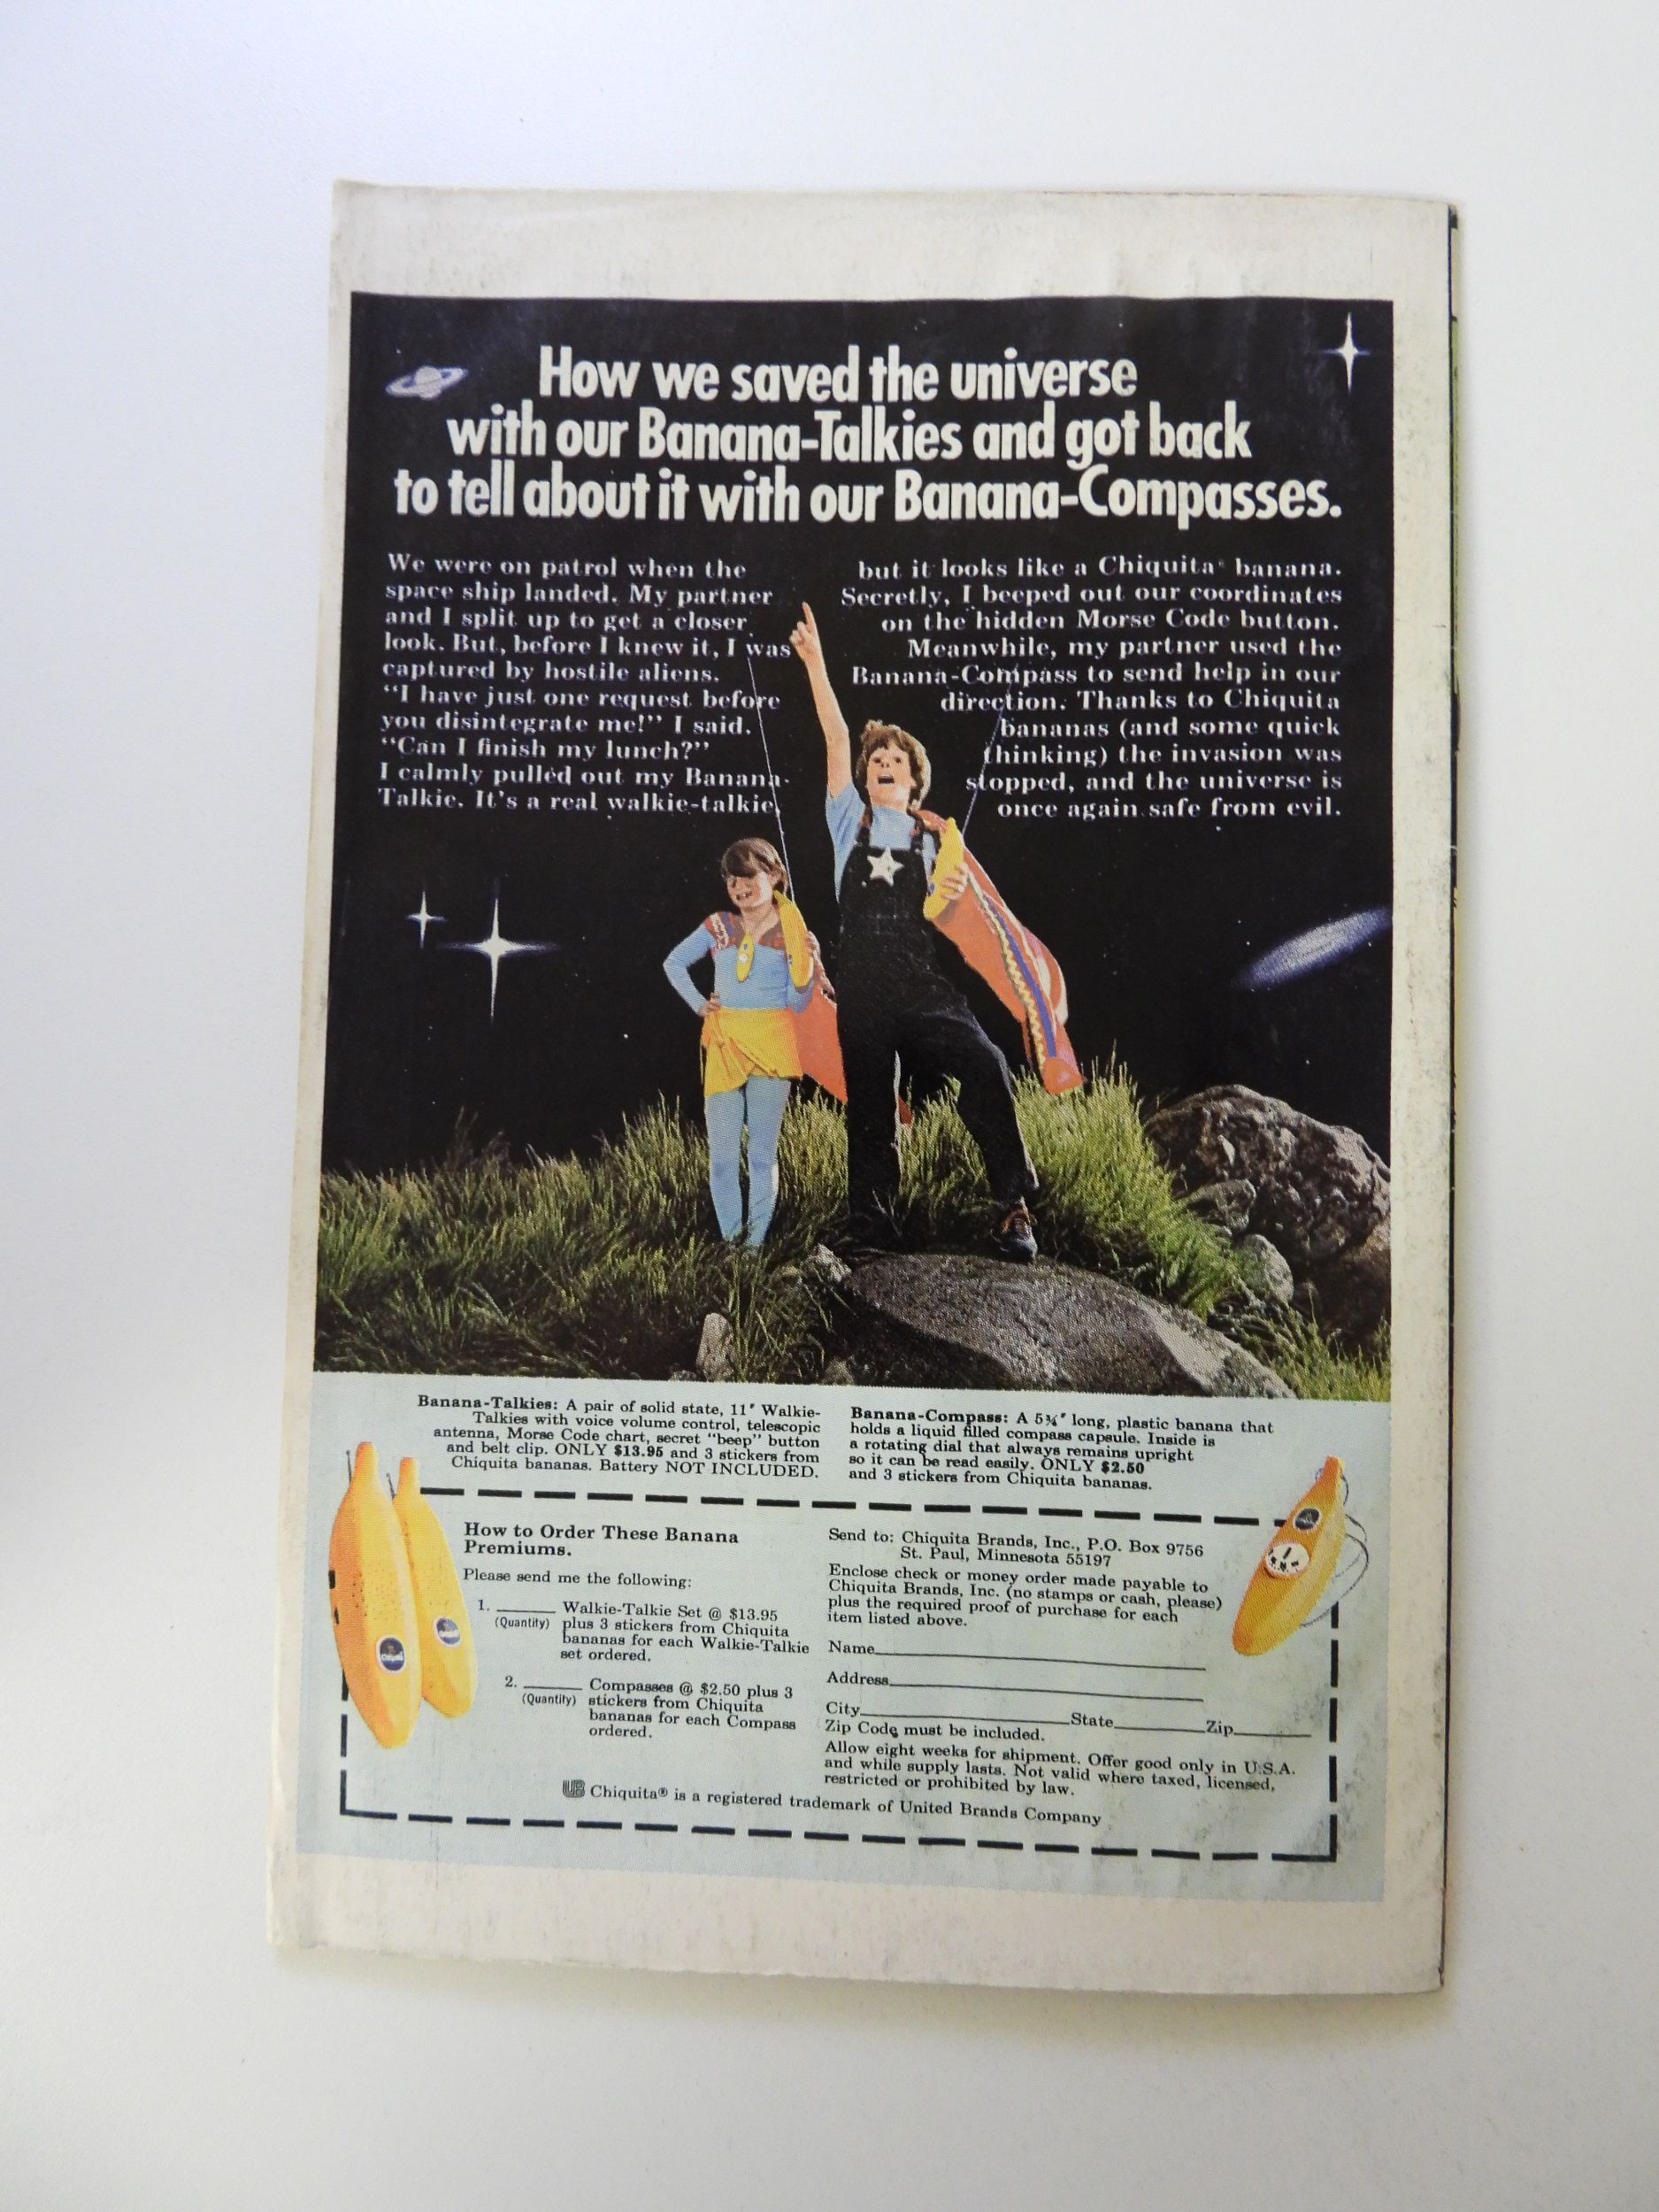 How we saved the universe
with our Banana-Talkies and got back
to tell about it with our Banana-Compasses.
We were on patrol when the
space ship landed. My partner
and I split up to get a closer
look. But, before I knew it, I was
captured by hostile aliens.
"I have just one request before
you disintegrate me!" I said.
"Can I finish my lunch?"
I calmly pulled out my Banana-
Talkie. It's a real walkie-talkie,
but it looks like a Chiquita® banana.
Secretly, I beeped out our coordinates
on the hidden Morse Code button.
Meanwhile, my partner used the
Banana-Compass to send help in our
direction. Thanks to Chiquita
bananas (and some quick
thinking) the invasion was
stopped, and the universe is
once again safe from evil.
Banana-Talkies: A pair of solid state, 11" Walkie-
Talkies with voice volume control, telescopic
antenna, Morse Code chart, secret "beep" button
and belt clip. ONLY $13.95 and 3 stickers from
Chiquita bananas. Battery NOT INCLUDED.
Banana-Compass: A 5¾" long, plastic banana that
holds a liquid filled compass capsule. Inside is
a rotating dial that always remains upright
so it can be read easily. ONLY $2.50
and 3 stickers from Chiquita bananas.
How to Order These Banana
Premiums.
Please send me the following:
1. ______ Walkie-Talkie Set @ $13.95
(Quantity) plus 3 stickers from Chiquita
bananas for each Walkie-Talkie
set ordered.
2. ______ Compasses @ $2.50 plus 3
(Quantity) stickers from Chiquita
bananas for each Compass
ordered.
Send to: Chiquita Brands, Inc., P.O. Box 9756
St. Paul, Minnesota 55197
Enclose check or money order made payable to
Chiquita Brands, Inc. (no stamps or cash, please)
plus the required proof of purchase for each
item listed above.
Name
Address
City State Zip
Zip Code must be included.
Allow eight weeks for shipment. Offer good only in U.S.A.
and while supply lasts. Not valid where taxed, licensed,
restricted or prohibited by law.
UB Chiquita® is a registered trademark of United Brands Company
Chiquita